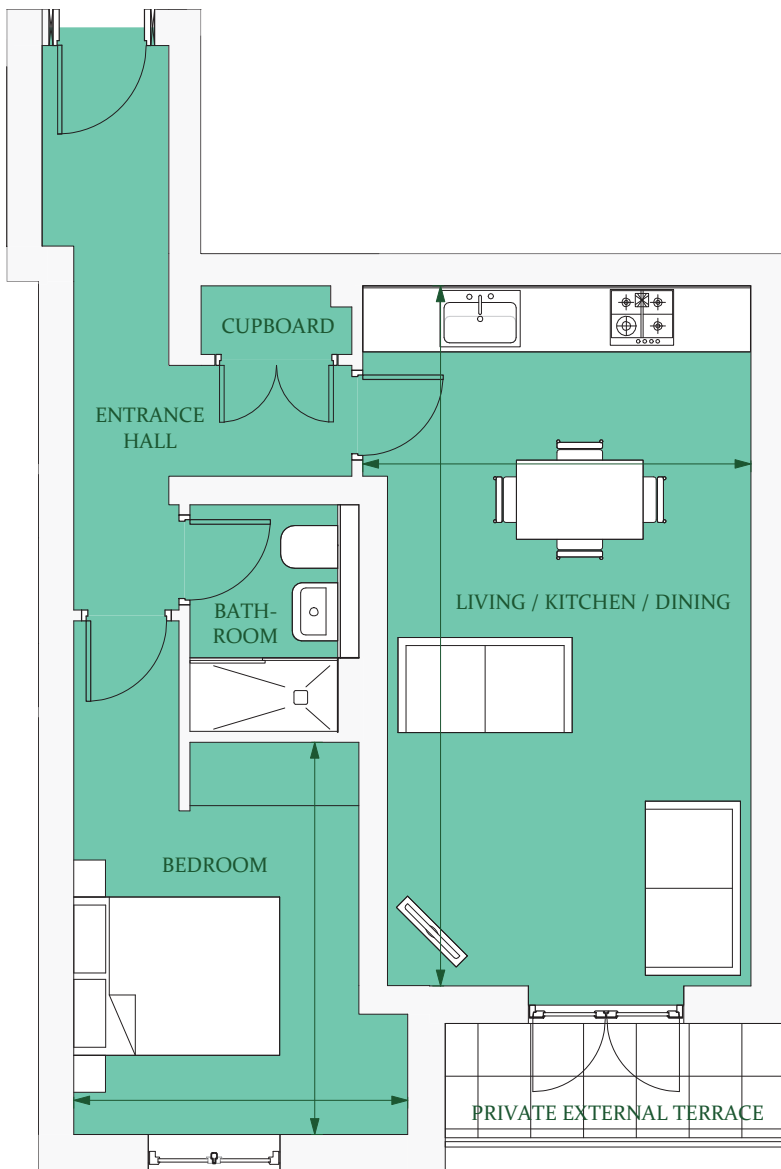 CUPBOARD
ENTRANCE
HALL
BATH-
ROOM
LIVING / KITCHEN / DINING
BEDROOM
PRIVATE EXTERNAL TERRACE